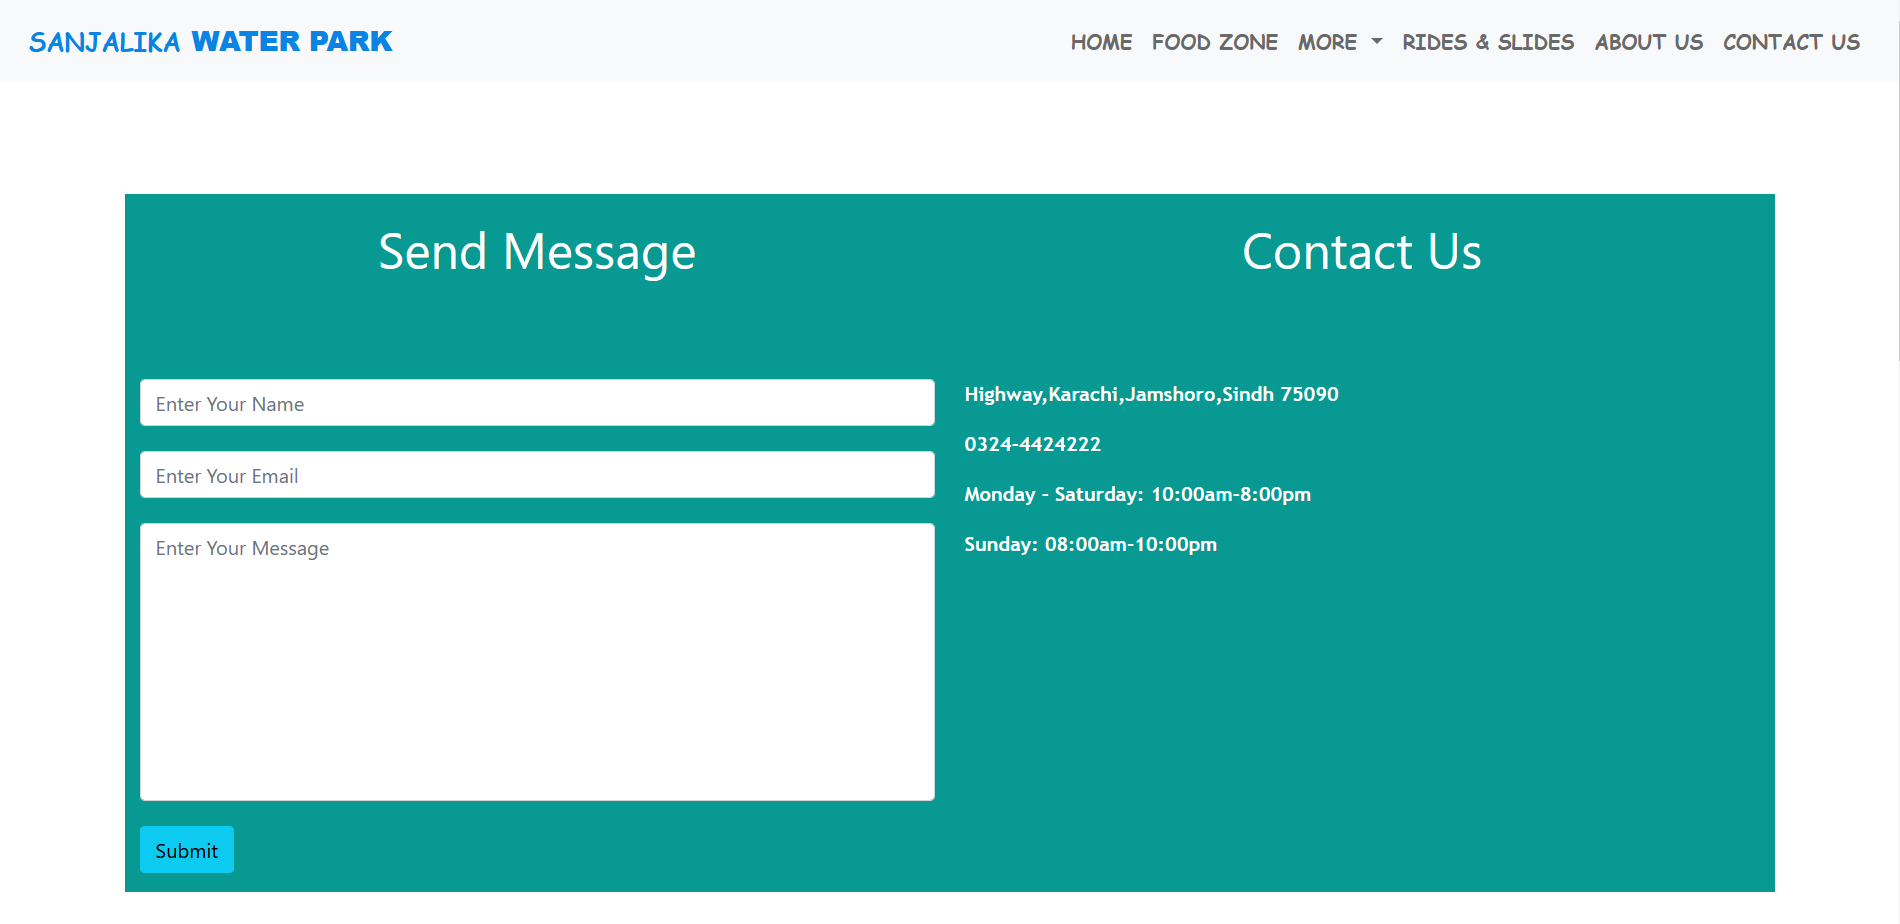 SANJALIKA WATER PARK
HOME FOOD ZONE MORE RIDES & SLIDES ABOUT US CONTACT US
Send Message
Enter Your Name
Enter Your Email
Enter Your Message
Submit
Contact Us
Highway,Karachi,Jamshoro,Sindh 75090
0324-4424222
Monday - Saturday: 10:00am-8:00pm
Sunday: 08:00am-10:00pm